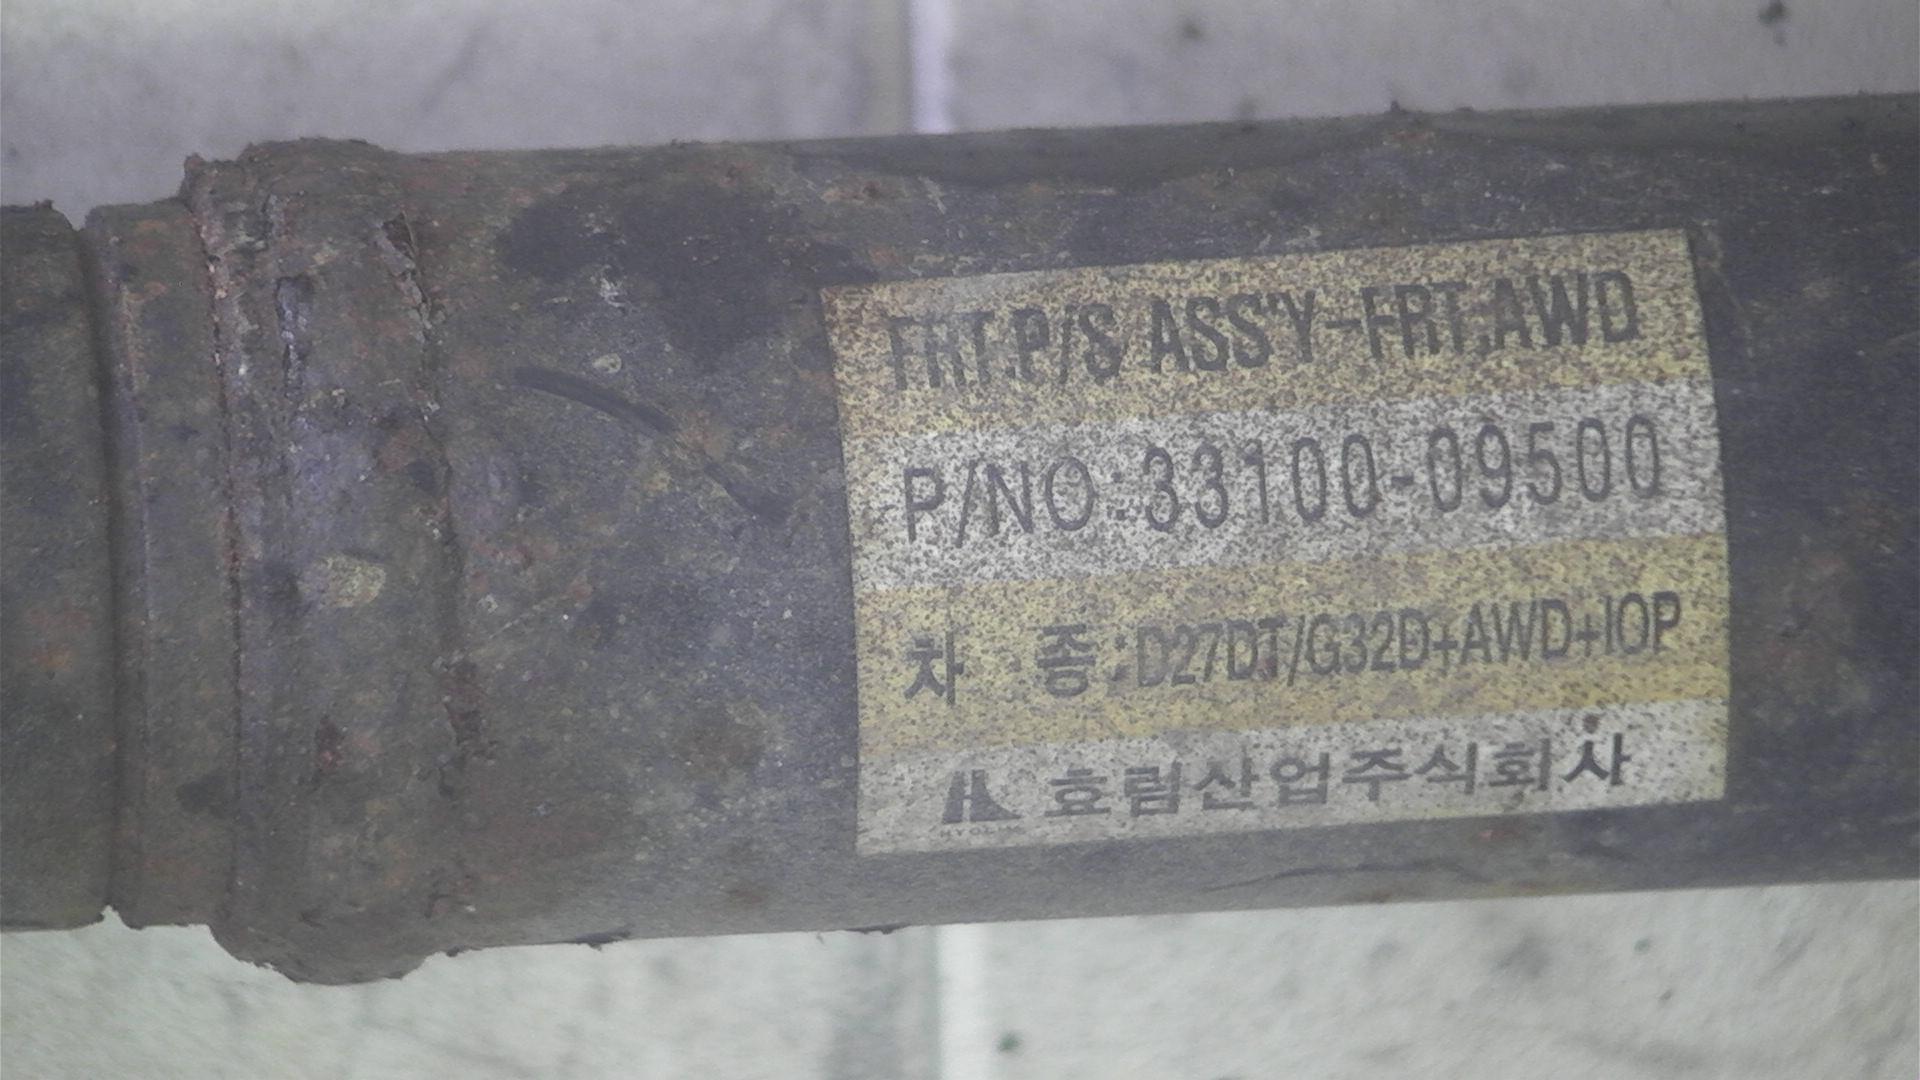 FRT.P/S ASS'Y-FRT.AWD
P/NO:33100-09500
차 종:D27DT/G32D+AWD+IOP
HYOLIM 효림산업주식회사